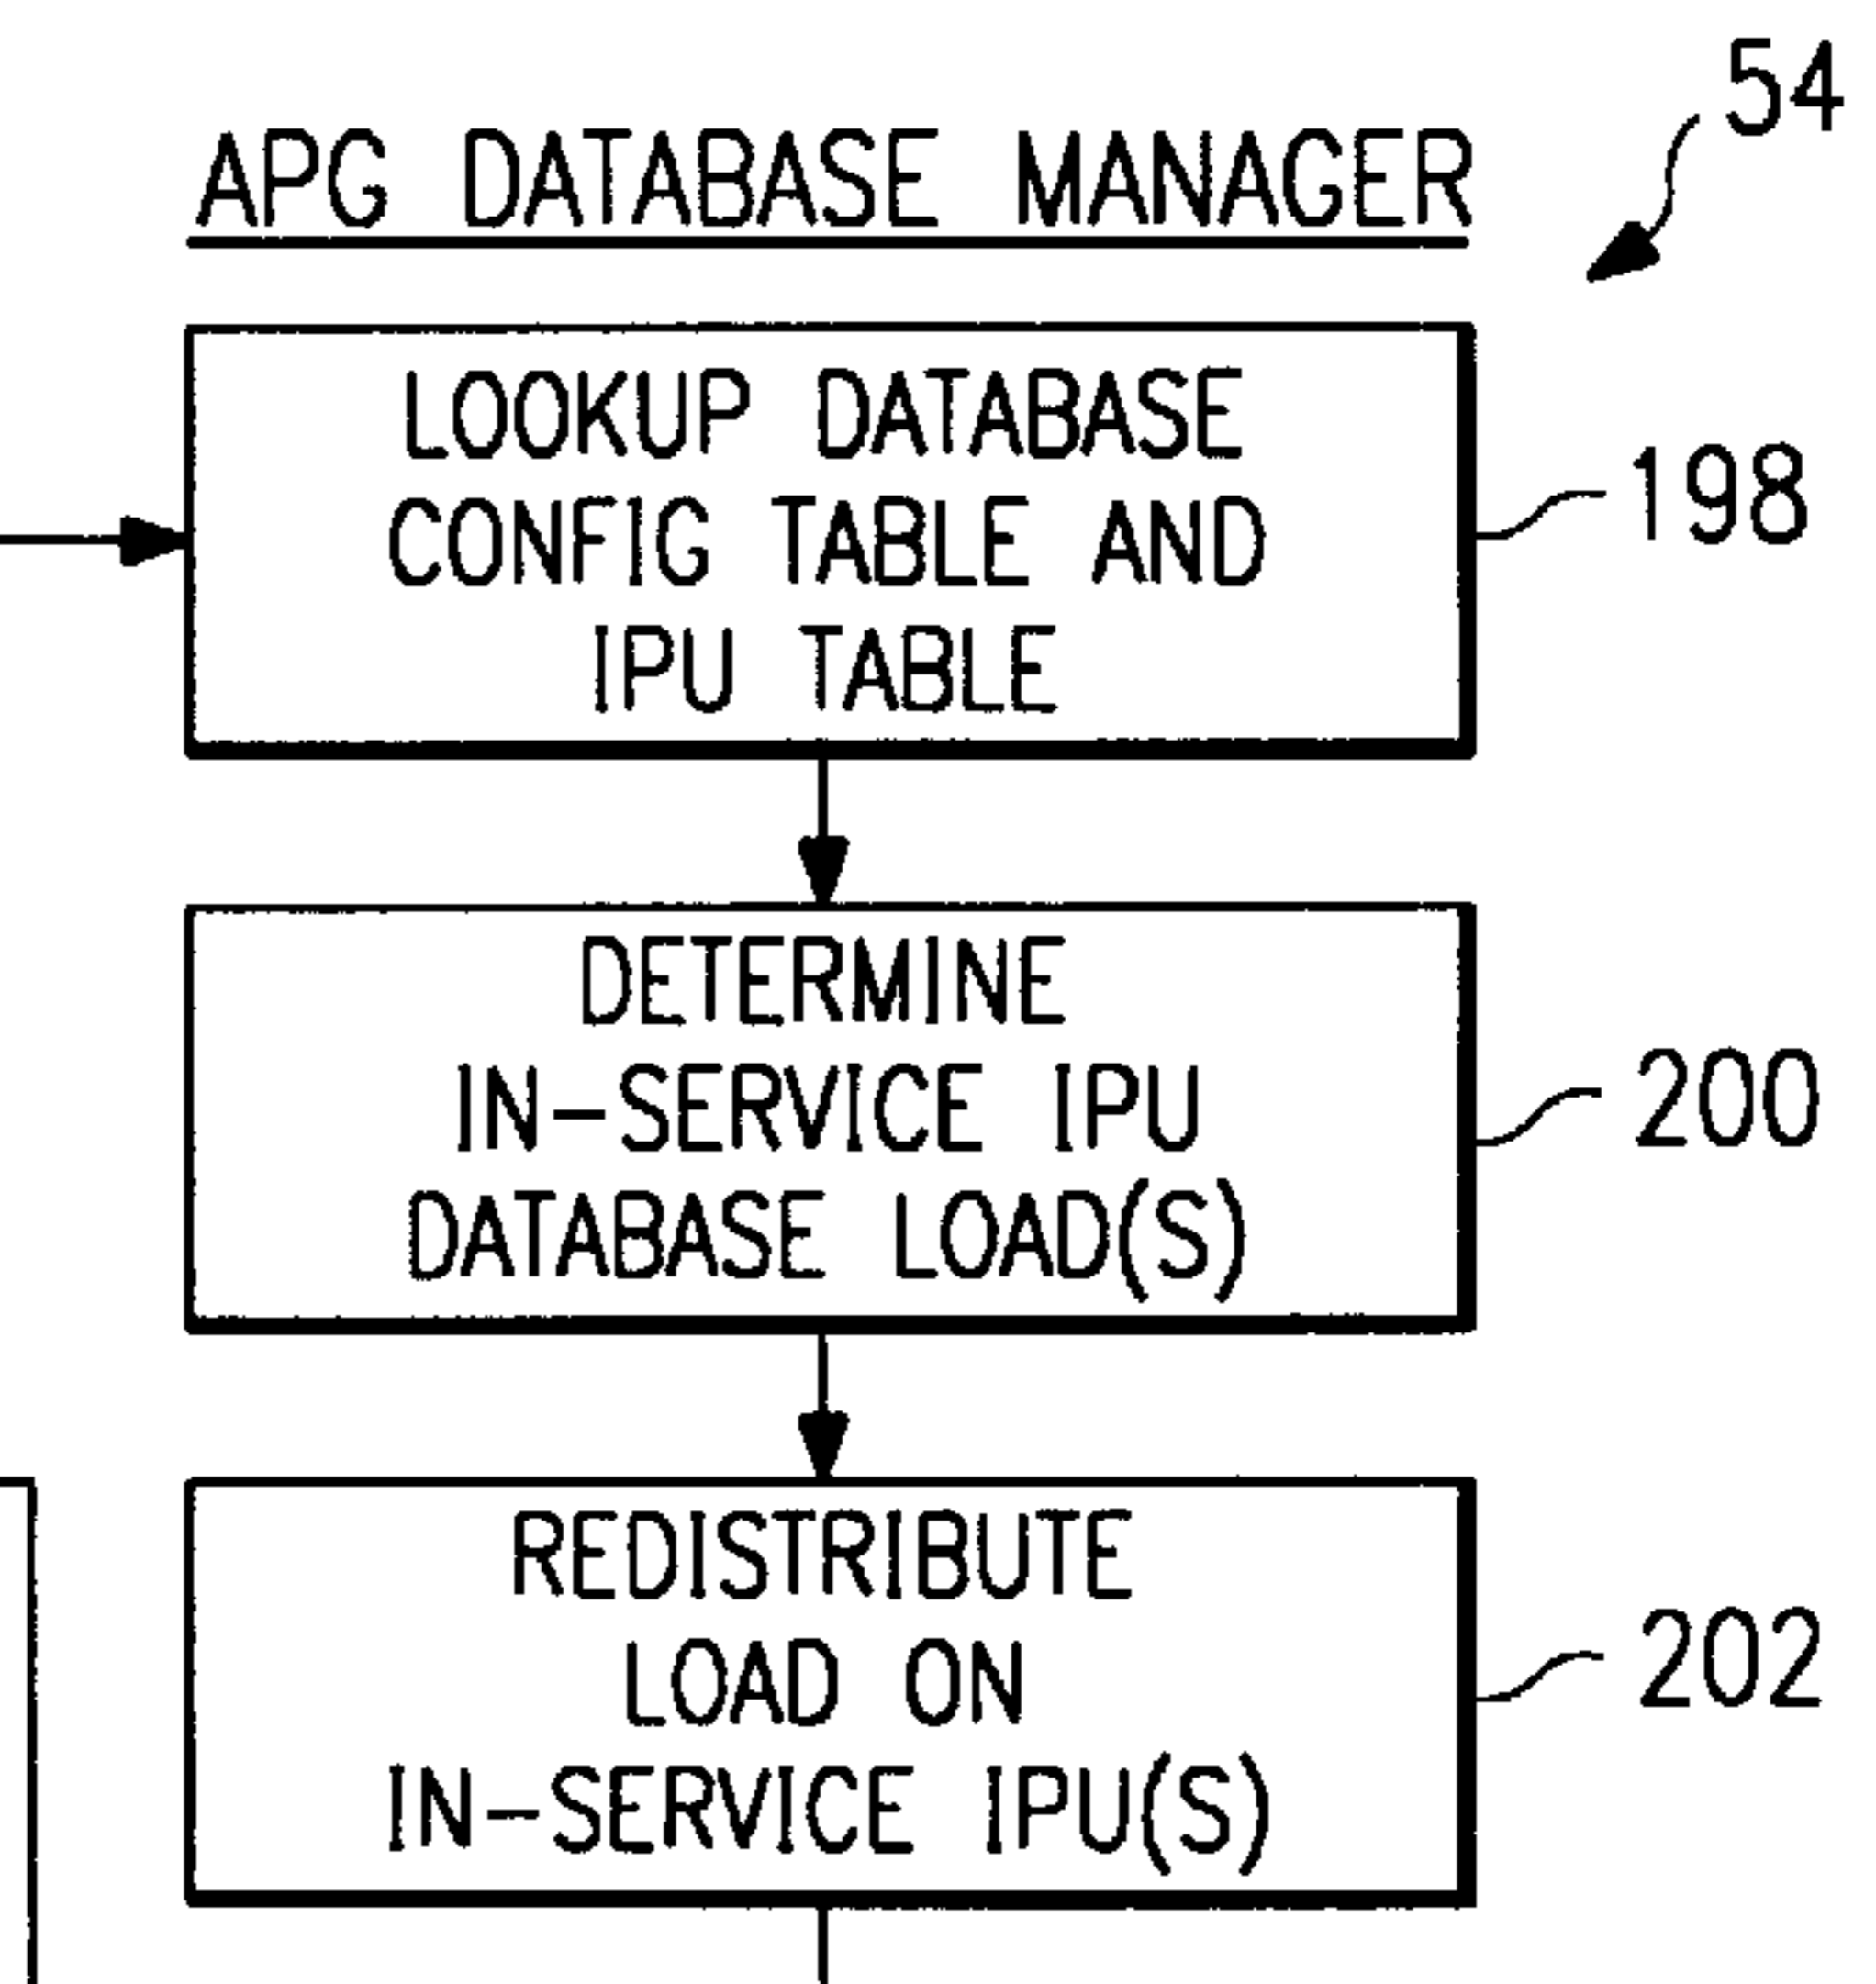 54
APG DATABASE MANAGER
LOOKUP DATABASE
CONFIG TABLE AND
IPU TABLE
198
DETERMINE
IN-SERVICE IPU
DATABASE LOAD(S)
200
REDISTRIBUTE
LOAD ON
IN-SERVICE IPU(S)
202